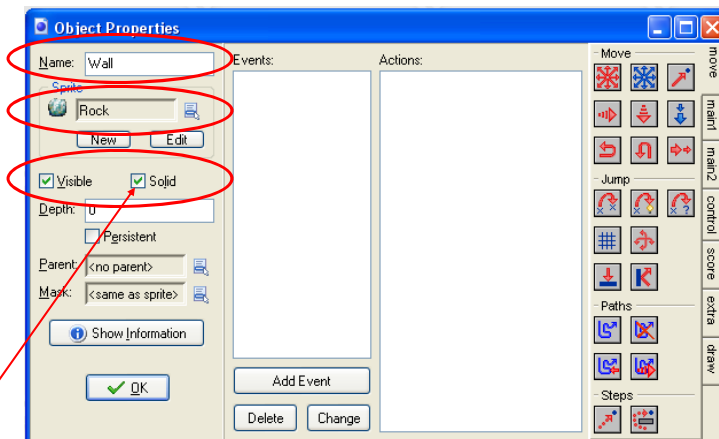 Object Properties
Name: Wall
Sprite
Rock
New Edit
Visible Solid
Depth: 0
Persistent
Parent: <no parent>
Mask: <same as sprite>
Show Information
OK
Events:
Add Event
Delete Change
Actions:
Move
Jump
Paths
Steps
move
main1
main2
control
score
extra
draw